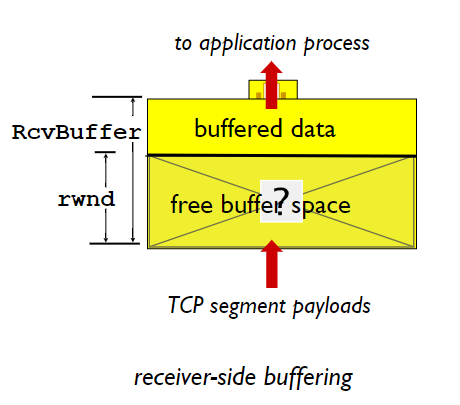 to application process
RcvBuffer
buffered data
rwnd
free buffer space
?
TCP segment payloads
receiver-side buffering